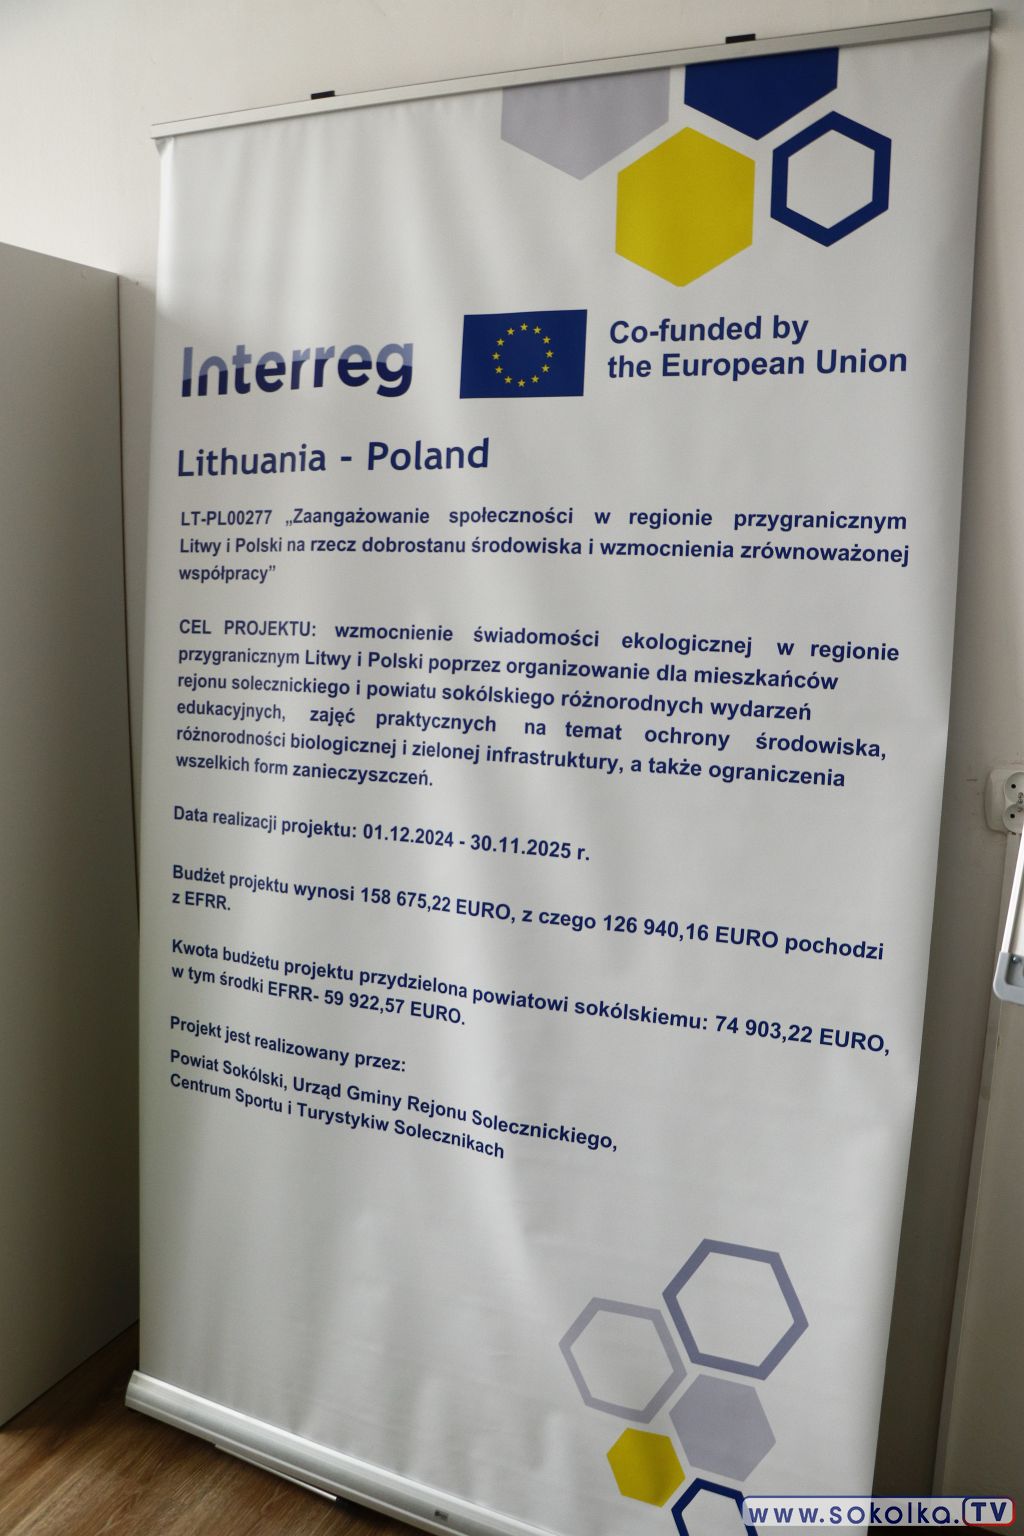 Interreg
Co-funded by
the European Union
Lithuania - Poland
LT-PL00277 „Zaangażowanie społeczności w regionie przygranicznym
Litwy i Polski na rzecz dobrostanu środowiska i wzmocnienia zrównoważonej
współpracy”
CEL PROJEKTU: wzmocnienie świadomości ekologicznej w regionie
przygranicznym Litwy i Polski poprzez organizowanie dla mieszkańców
rejonu solecznickiego i powiatu sokólskiego różnorodnych wydarzeń
edukacyjnych, zajęć praktycznych na temat ochrony środowiska,
różnorodności biologicznej i zielonej infrastruktury, a także ograniczenia
wszelkich form zanieczyszczeń.
Data realizacji projektu: 01.12.2024 - 30.11.2025 r.
Budżet projektu wynosi 158 675,22 EURO, z czego 126 940,16 EURO pochodzi
z EFRR.
Kwota budżetu projektu przydzielona powiatowi sokólskiemu: 74 903,22 EURO,
w tym środki EFRR- 59 922,57 EURO.
Projekt jest realizowany przez:
Powiat Sokólski, Urząd Gminy Rejonu Solecznickiego,
Centrum Sportu i Turystykiw Solecznikach
www.sokolka.TV